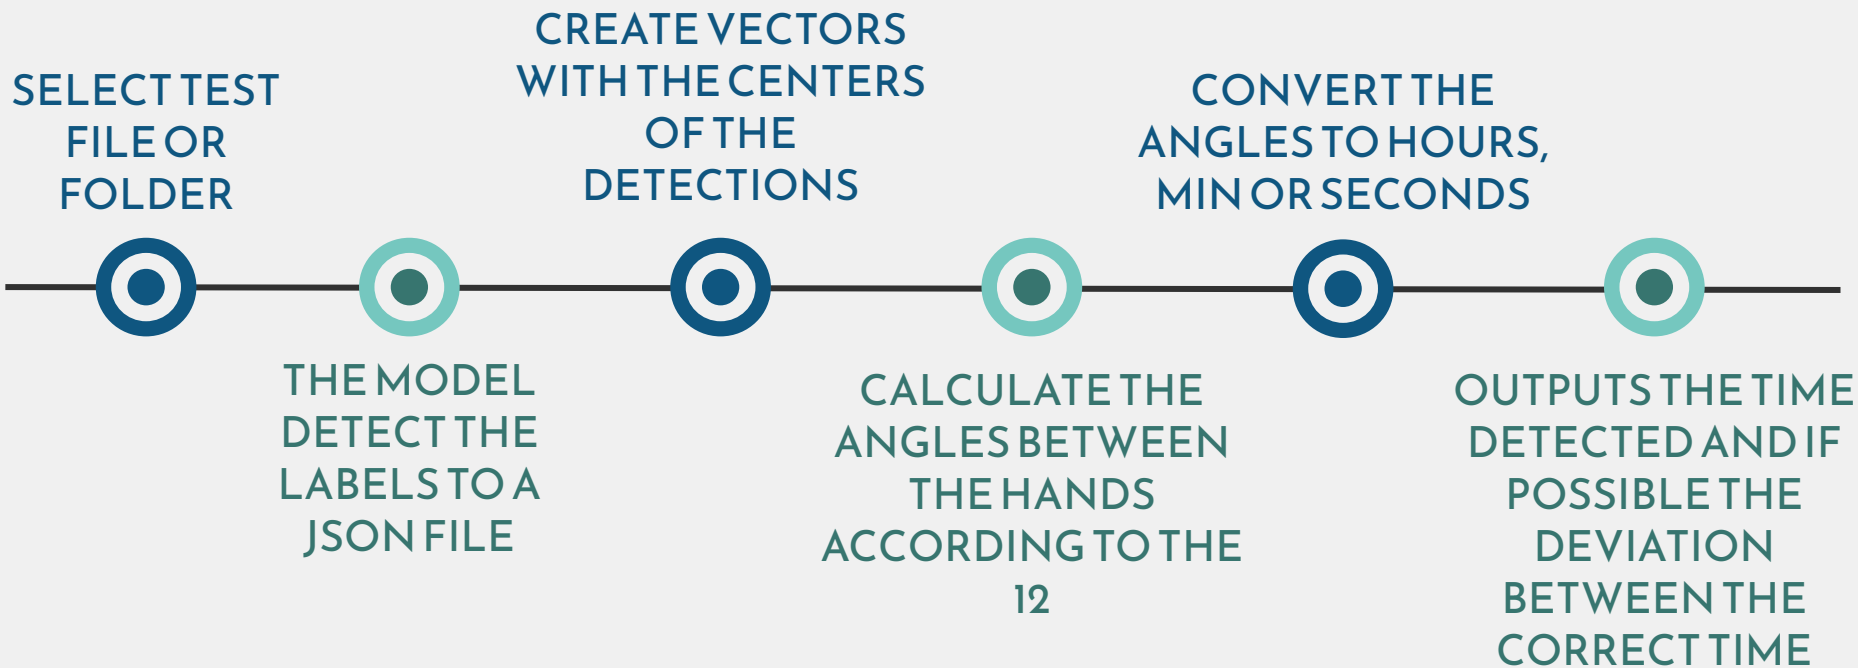 SELECT TEST
FILE OR
FOLDER
THE MODEL
DETECT THE
LABELS TO A
JSON FILE
CREATE VECTORS
WITH THE CENTERS
OF THE
DETECTIONS
CALCULATE THE
ANGLES BETWEEN
THE HANDS
ACCORDING TO THE
12
CONVERT THE
ANGLES TO HOURS,
MIN OR SECONDS
OUTPUTS THE TIME
DETECTED AND IF
POSSIBLE THE
DEVIATION
BETWEEN THE
CORRECT TIME